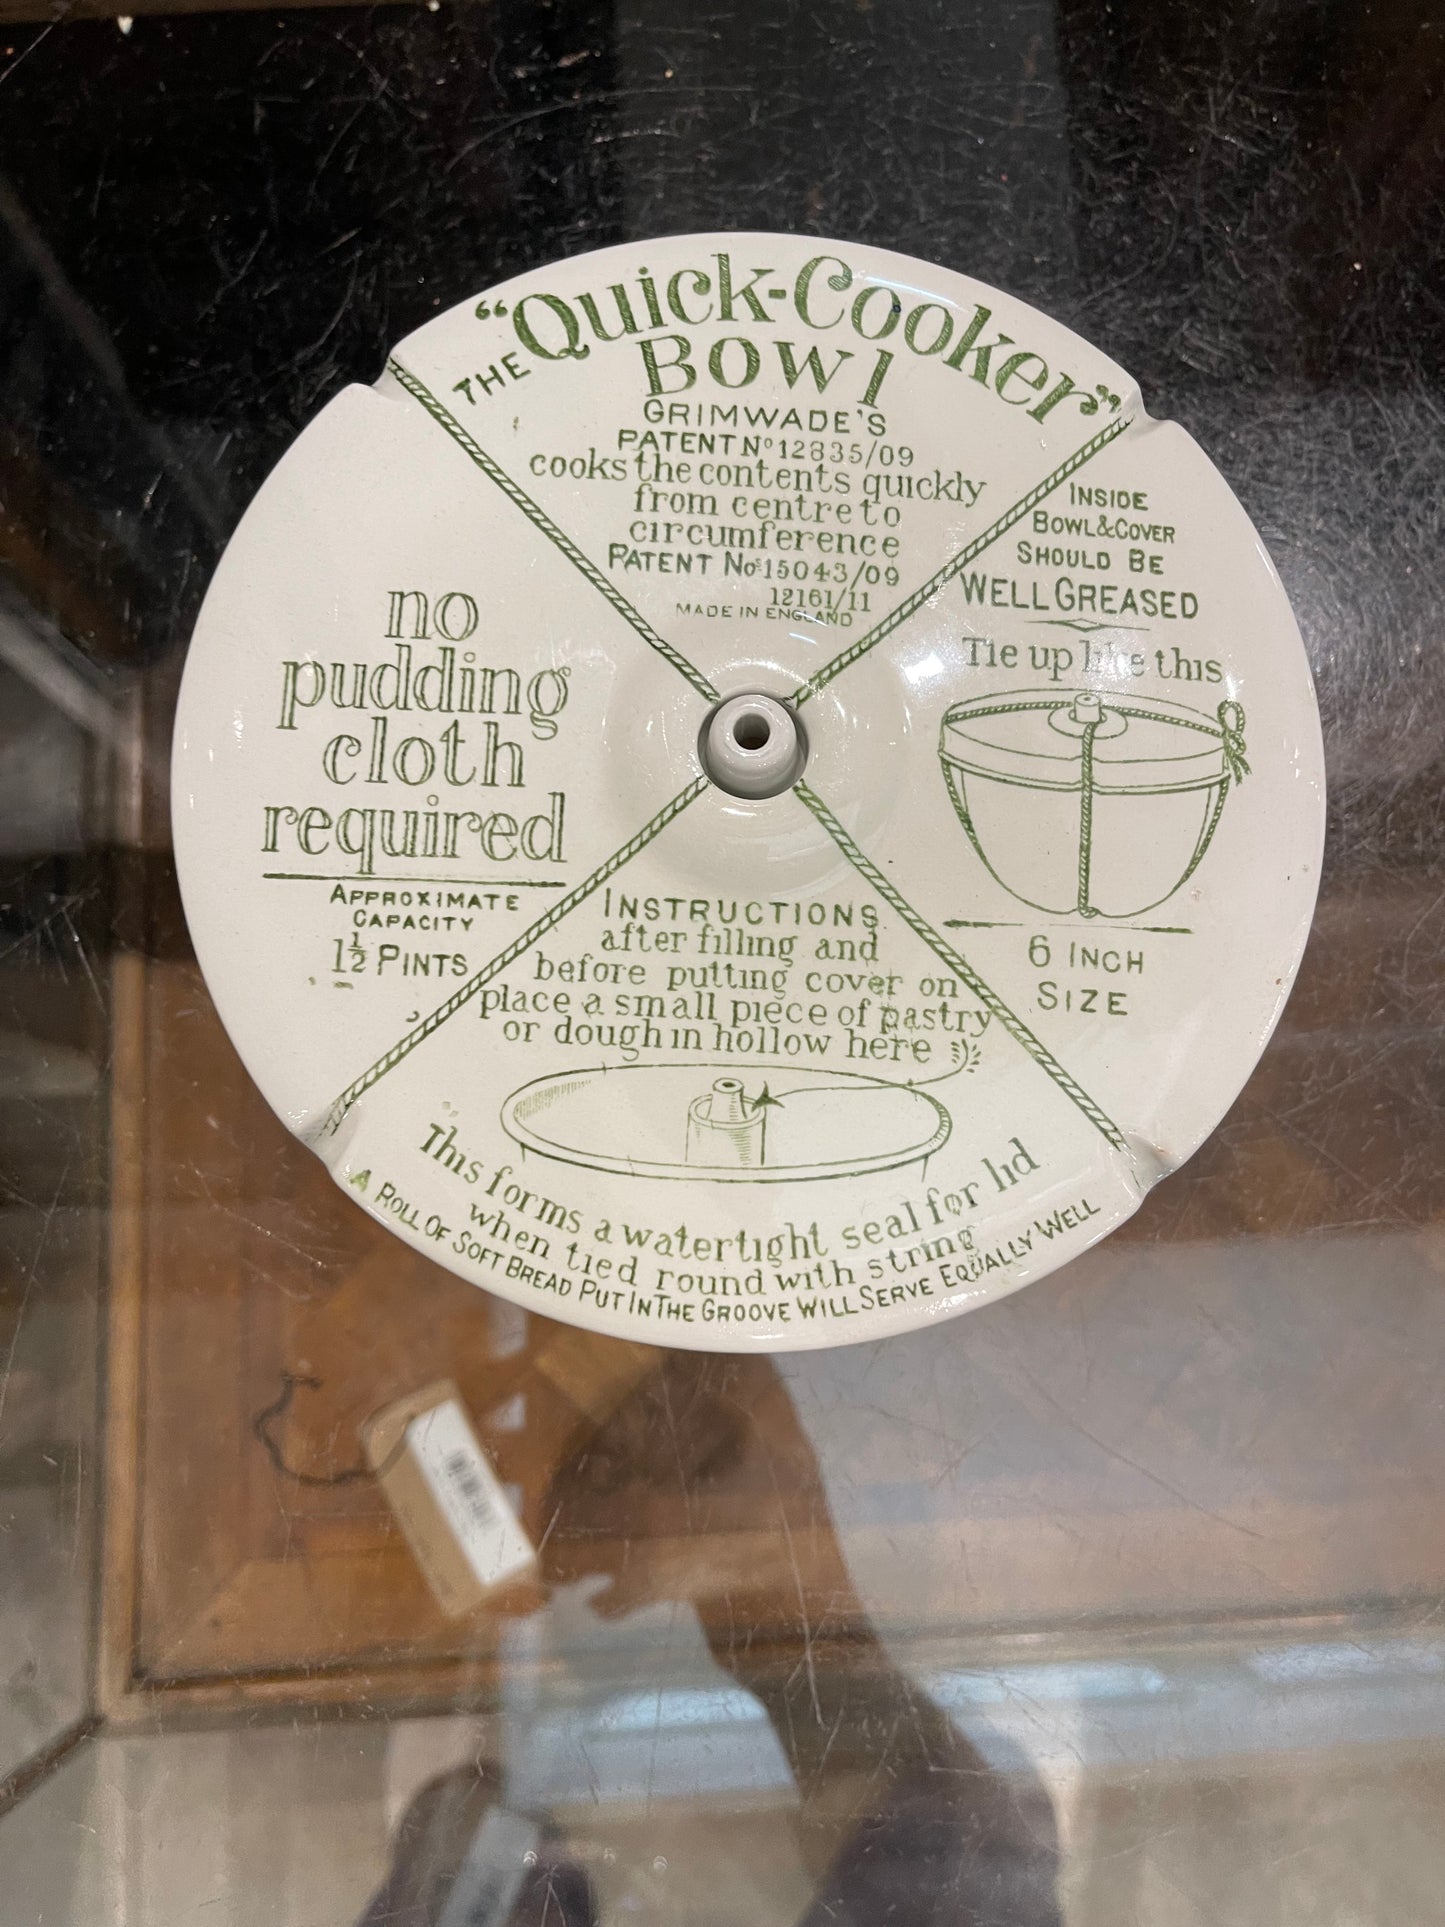 THE "Quick-Cooker"
BOWl
GRIMWADE'S
PATENT No 12835/09
cooks the contents quickly
from centre to
circumference
PATENT Nos 15043/09
12161/11
MADE IN ENGLAND
INSIDE
BOWL & COVER
SHOULD BE
WELL GREASED
Tie up like this
6 INCH
SIZE
no
pudding
cloth
required
APPROXIMATE
CAPACITY
1½ PINTS
INSTRUCTIONS
after filling and
before putting cover on
place a small piece of pastry
or dough in hollow here
This forms a watertight seal for lid
when tied round with string
A ROLL OF SOFT BREAD PUT IN THE GROOVE WILL SERVE EQUALLY WELL